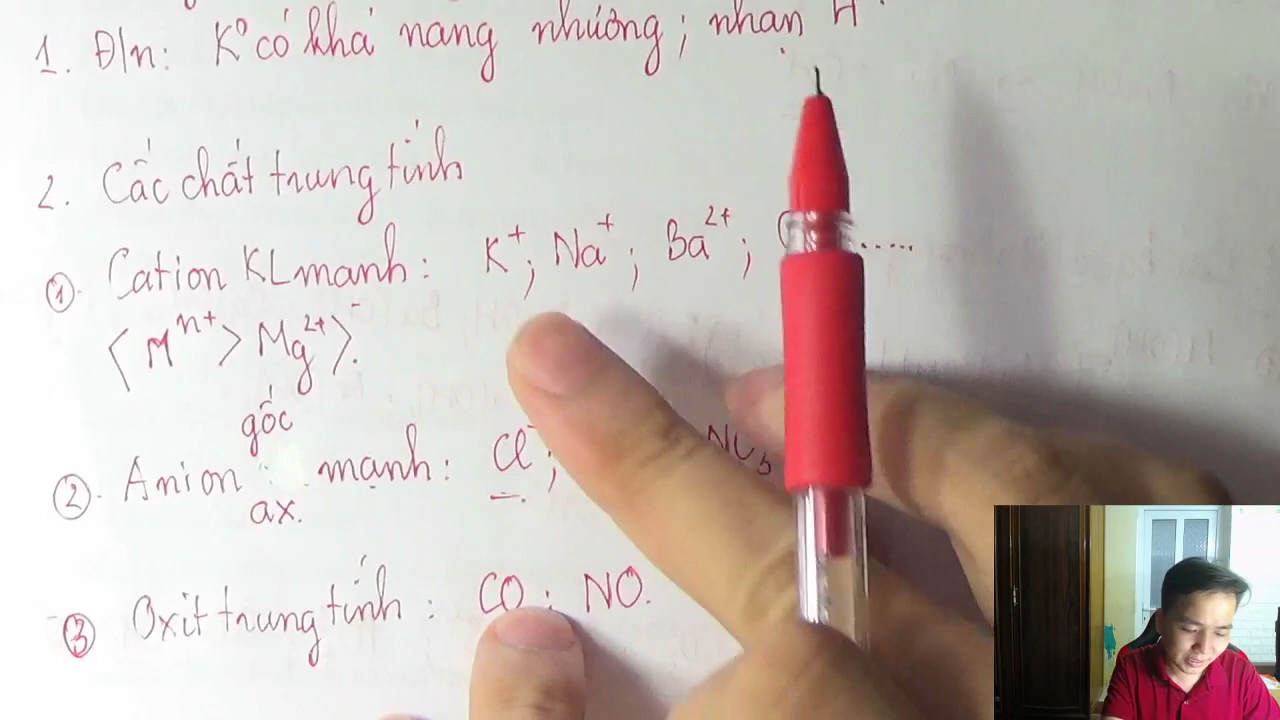 1. Đ/n: K° có khả năng nhường; nhận H⁺
2. Các chất trung tính
①. Cation KL mạnh: K⁺; Na⁺; Ba²⁺; .....
⟨Mⁿ⁺ > Mg²⁺⟩.
②. Anion gốc ax. mạnh: Cl⁻;
③ Oxit trung tính: CO; NO.